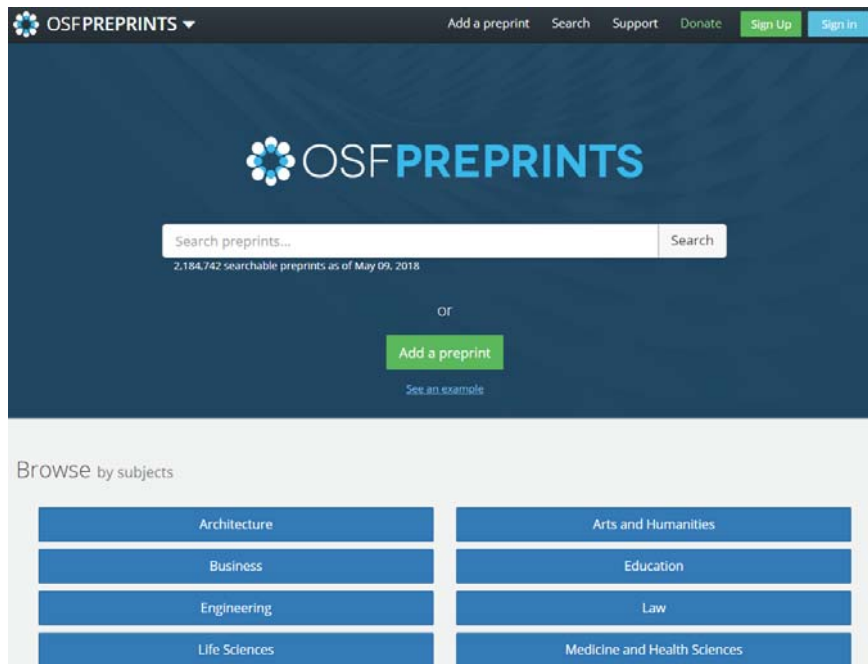 OSFPREPRINTS Add a preprint Search Support Donate Sign Up Sign In
OSFPREPRINTS
Search preprints... Search
2,184,742 searchable preprints as of May 09, 2018
or
Add a preprint
See an example
Browse by subjects
Architecture Arts and Humanities
Business Education
Engineering Law
Life Sciences Medicine and Health Sciences